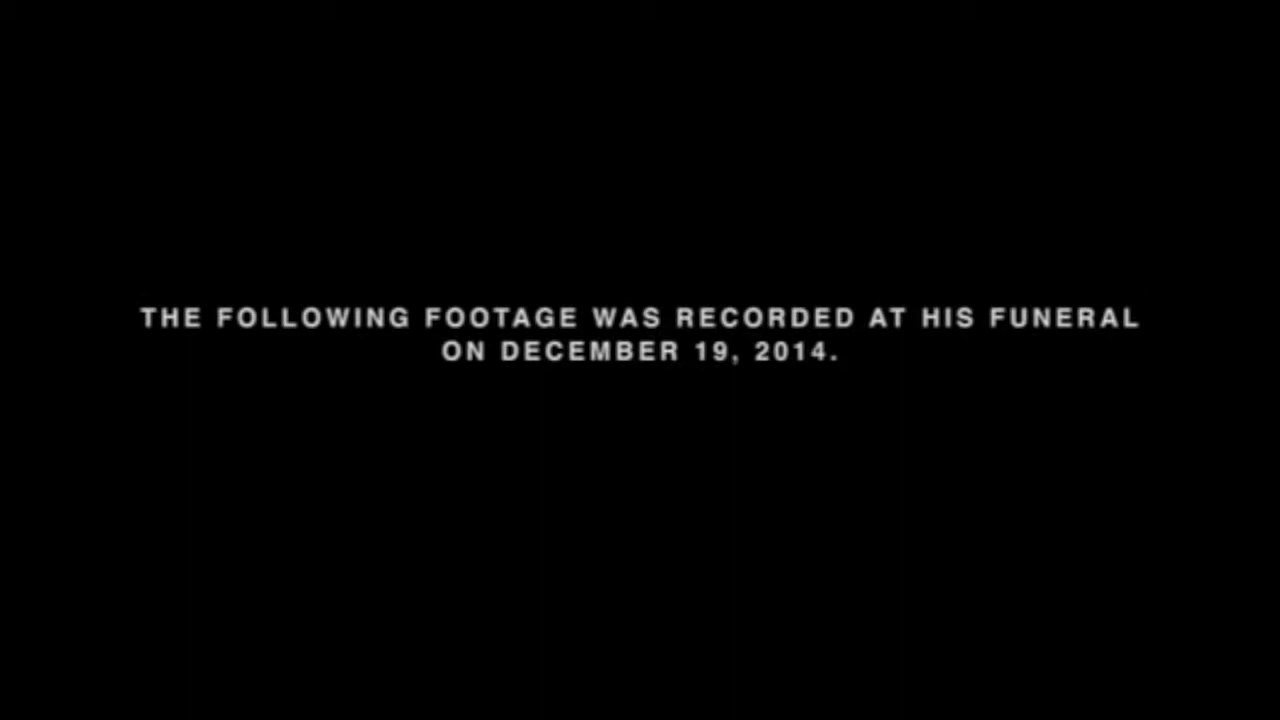 THE FOLLOWING FOOTAGE WAS RECORDED AT HIS FUNERAL
ON DECEMBER 19, 2014.